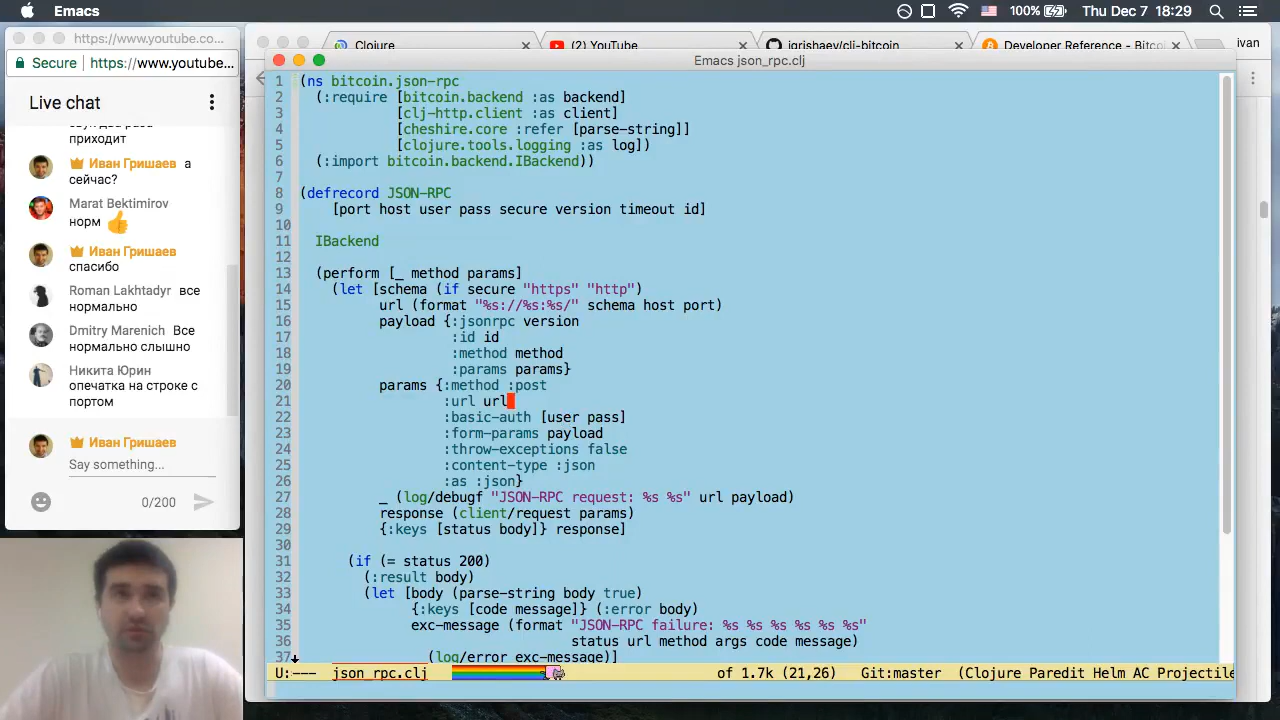 Emacs
100%
Thu Dec 7 18:29
https://www.youtube.co...
Secure
https://www.youtube...
Live chat
приходит
Иван Гришаев а
сейчас?
Marat Bektimirov
норм 👍
Иван Гришаев
спасибо
Roman Lakhtadyr все
нормально
Dmitry Marenich Все
нормально слышно
Никита Юрин
опечатка на строке с
портом
Иван Гришаев
Say something...
0/200
Clojure
(2) YouTube
igrishaev/clj-bitcoin
Developer Reference - Bitco
ivan
Emacs json_rpc.clj
1 (ns bitcoin.json-rpc
2 (:require [bitcoin.backend :as backend]
3 [clj-http.client :as client]
4 [cheshire.core :refer [parse-string]]
5 [clojure.tools.logging :as log])
6 (:import bitcoin.backend.IBackend))
7
8 (defrecord JSON-RPC
9 [port host user pass secure version timeout id]
10
11 IBackend
12
13 (perform [_ method params]
14 (let [schema (if secure "https" "http")
15 url (format "%s://%s:%s/" schema host port)
16 payload {:jsonrpc version
17 :id id
18 :method method
19 :params params}
20 params {:method :post
21 :url url
22 :basic-auth [user pass]
23 :form-params payload
24 :throw-exceptions false
25 :content-type :json
26 :as :json}
27 _ (log/debugf "JSON-RPC request: %s %s" url payload)
28 response (client/request params)
29 {:keys [status body]} response]
30
31 (if (= status 200)
32 (:result body)
33 (let [body (parse-string body true)
34 {:keys [code message]} (:error body)
35 exc-message (format "JSON-RPC failure: %s %s %s %s %s %s"
36 status url method args code message)
37 (log/error exc-message)]
U:--- json_rpc.clj of 1.7k (21,26) Git:master (Clojure Paredit Helm AC Projectile